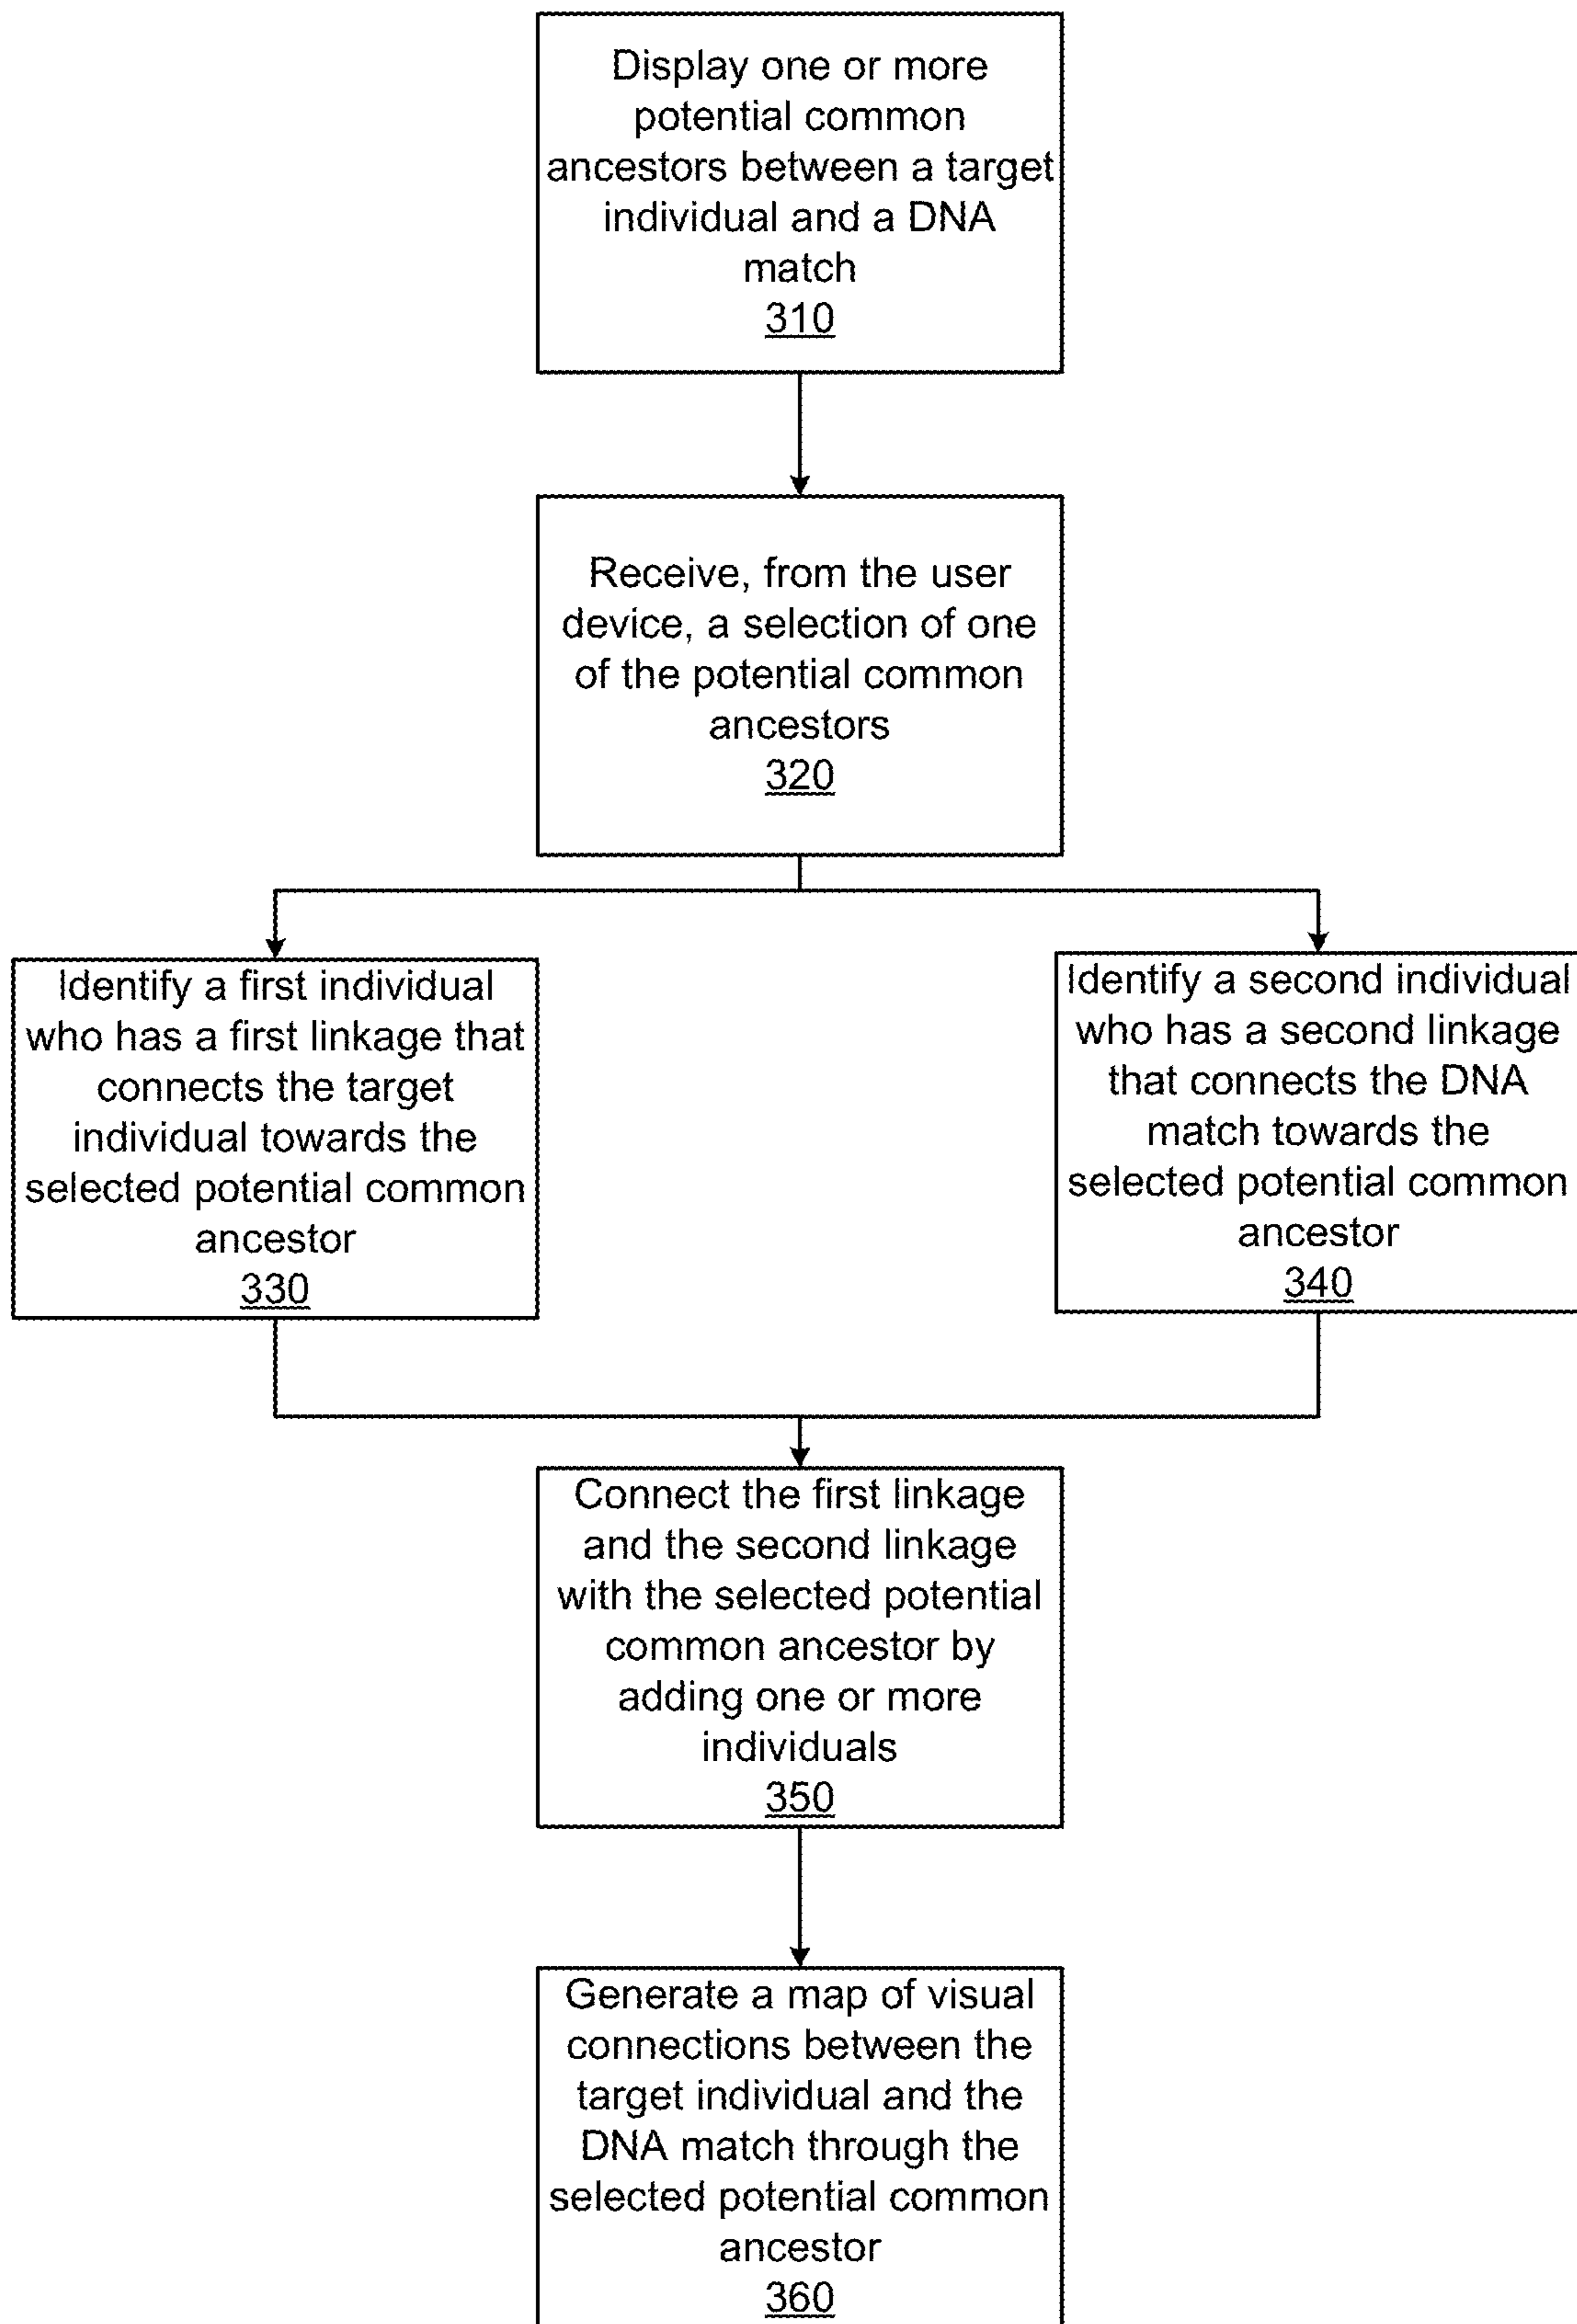 Display one or more
potential common
ancestors between a target
individual and a DNA
match
310
Receive, from the user
device, a selection of one
of the potential common
ancestors
320
Identify a first individual
who has a first linkage that
connects the target
individual towards the
selected potential common
ancestor
330
Identify a second individual
who has a second linkage
that connects the DNA
match towards the
selected potential common
ancestor
340
Connect the first linkage
and the second linkage
with the selected potential
common ancestor by
adding one or more
individuals
350
Generate a map of visual
connections between the
target individual and the
DNA match through the
selected potential common
ancestor
360